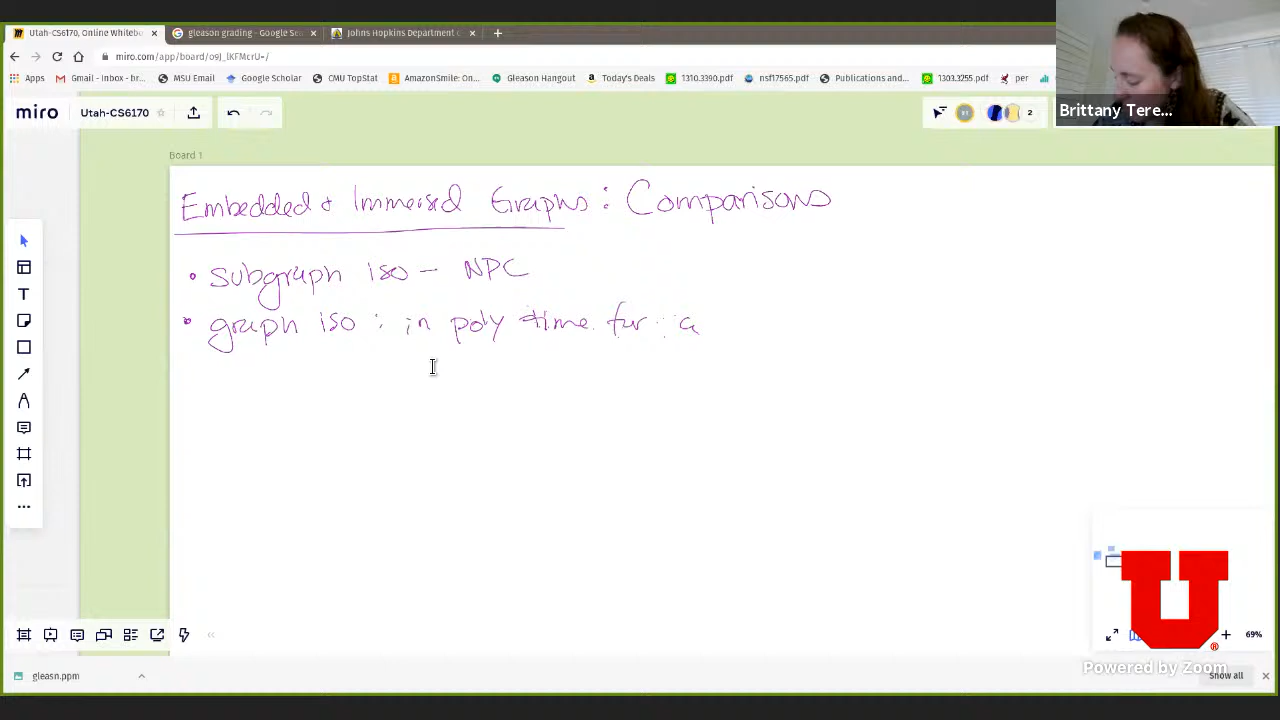 Utah-CS6170, Online Whitebo
gleason grading - Google Se
Johns Hopkins Department o
miro.com/app/board/o9J_lKFMcrU=/
Apps
Gmail - Inbox - br...
MSU Email
Google Scholar
CMU TopStat
AmazonSmile: On...
Gleason Hangout
Today's Deals
1310.3990.pdf
nsf17565.pdf
Publications and...
1303.3255.pdf
per
Brittany Tere...
miro
Utah-CS6170
2
Board 1
Embedded & Immersed Graphs: Comparisons
• subgraph iso - NPC
• graph iso: in poly time for a
69%
Powered by Zoom
gleasn.ppm
Show all